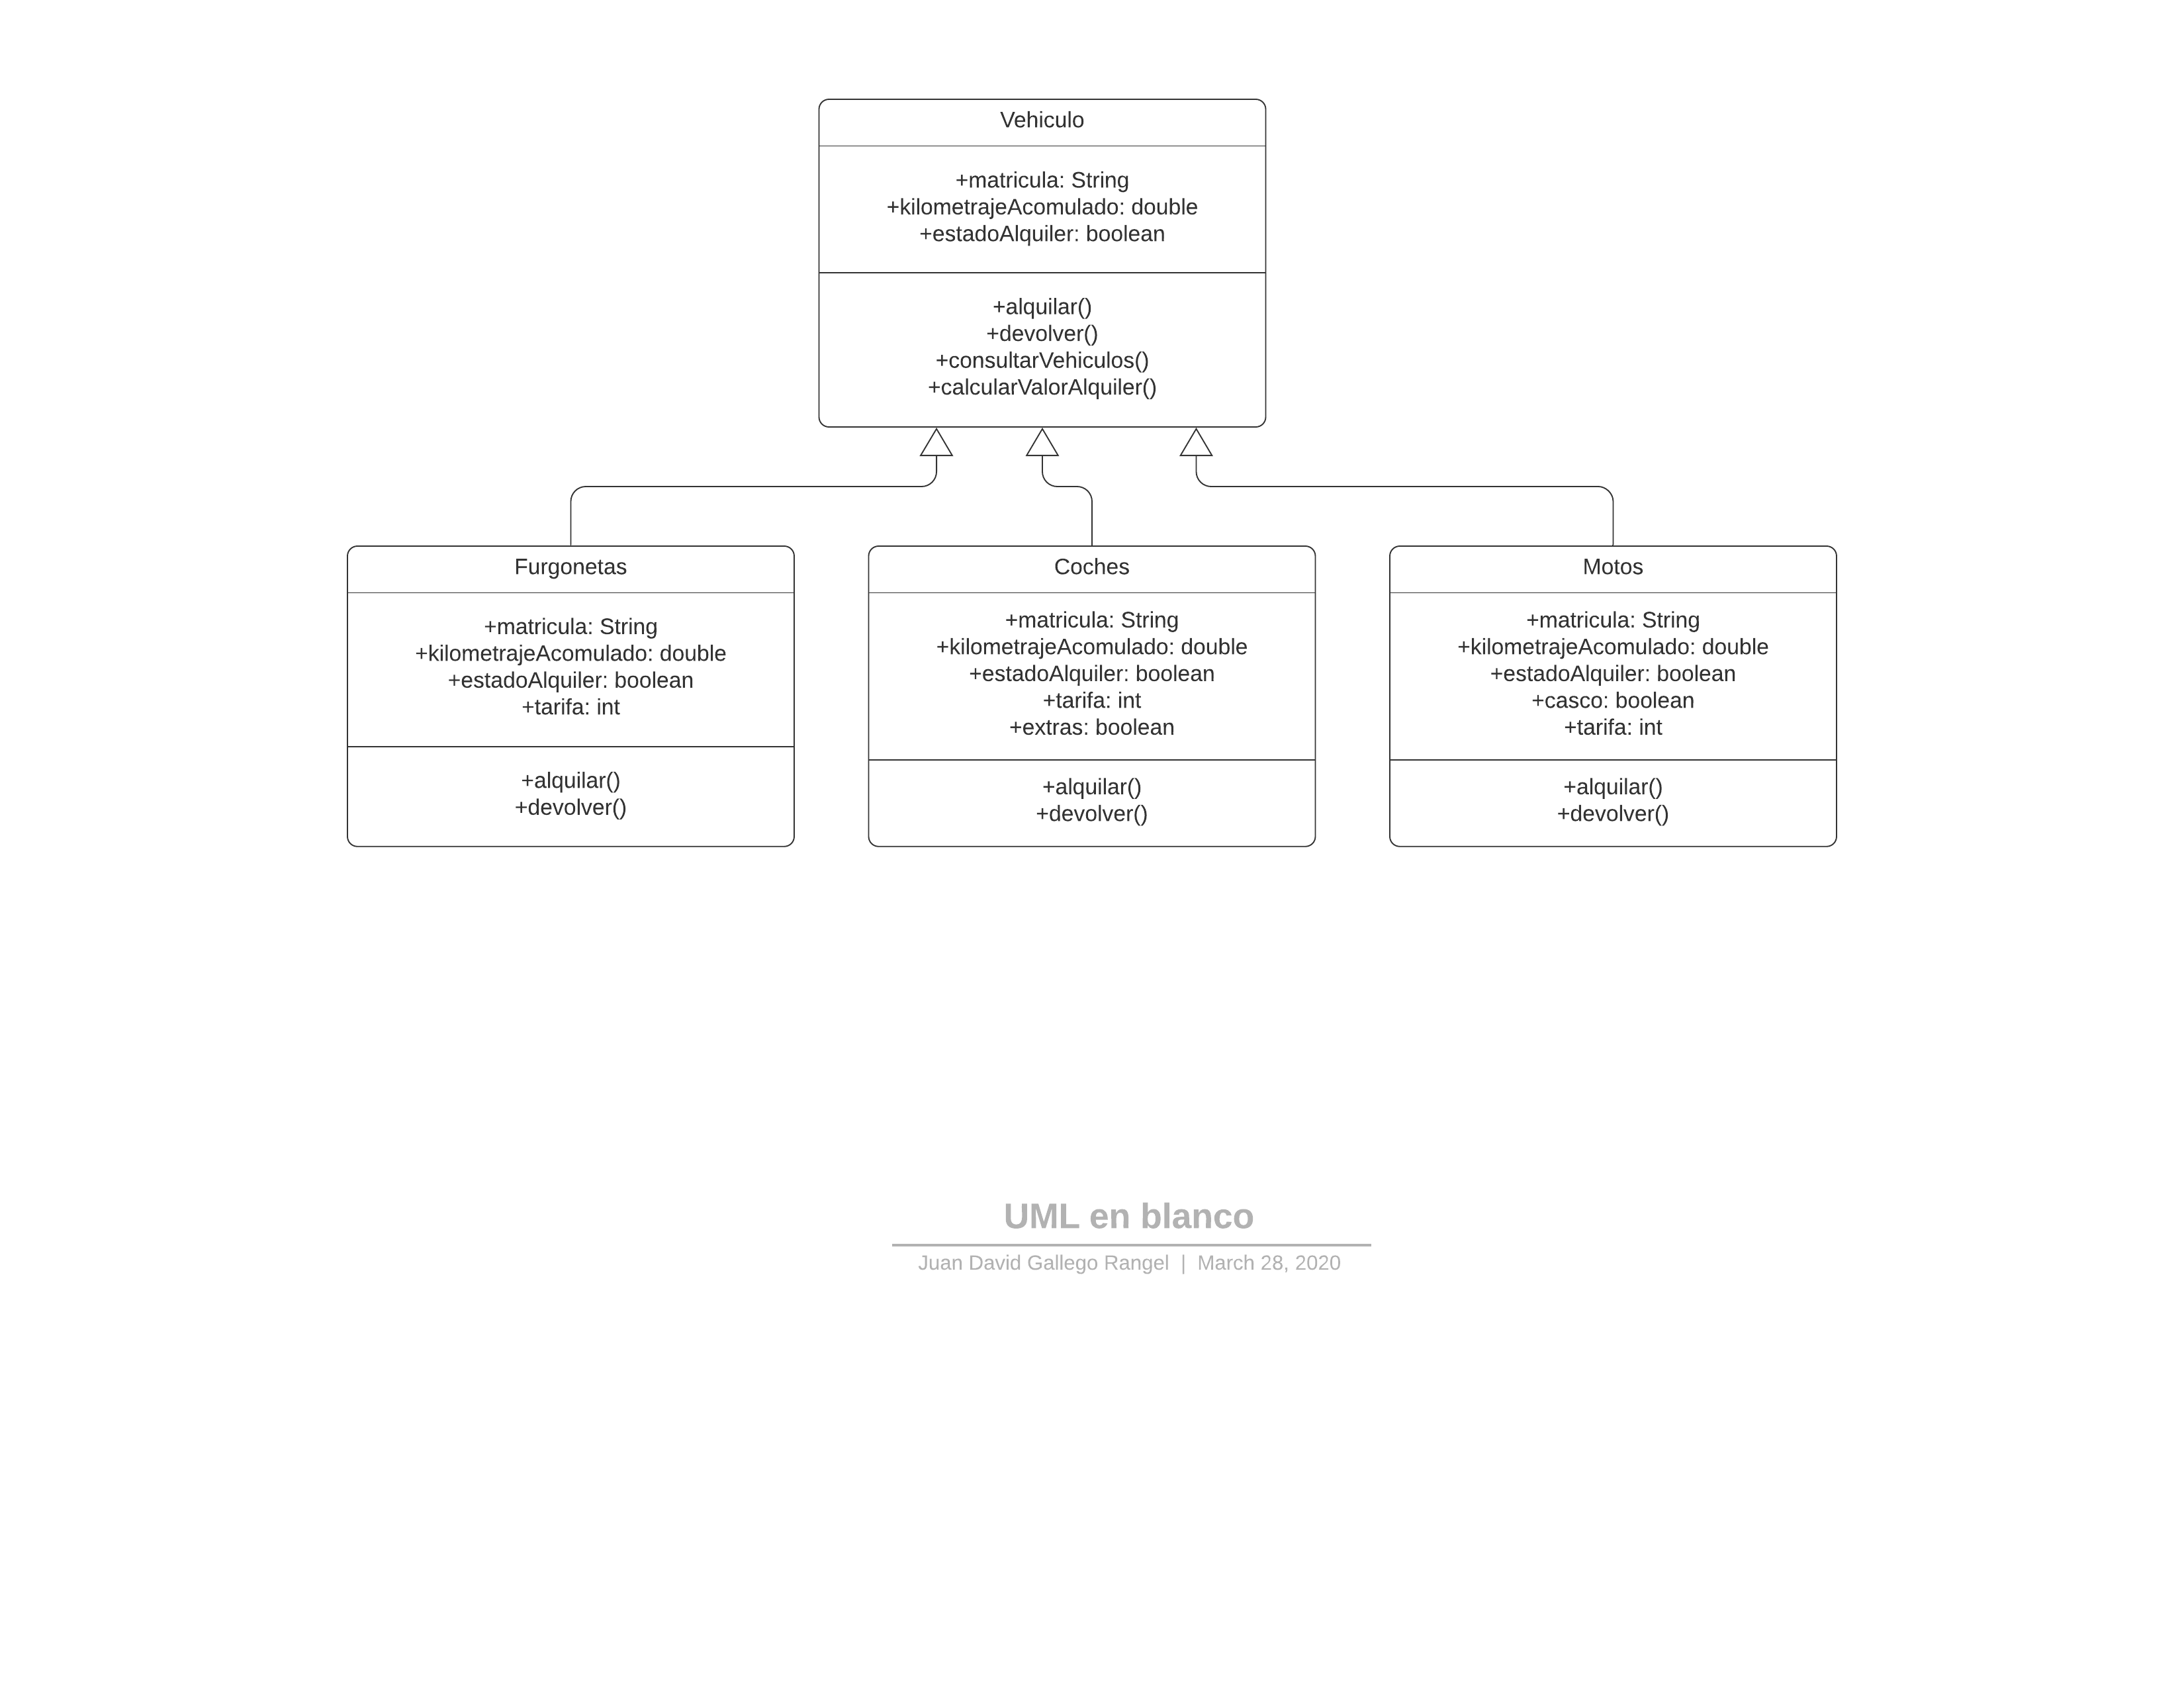 Vehiculo
+matricula: String
+kilometrajeAcomulado: double
+estadoAlquiler: boolean
+alquilar()
+devolver()
+consultarVehiculos()
+calcularValorAlquiler()
Furgonetas
+matricula: String
+kilometrajeAcomulado: double
+estadoAlquiler: boolean
+tarifa: int
+alquilar()
+devolver()
Coches
+matricula: String
+kilometrajeAcomulado: double
+estadoAlquiler: boolean
+tarifa: int
+extras: boolean
+alquilar()
+devolver()
Motos
+matricula: String
+kilometrajeAcomulado: double
+estadoAlquiler: boolean
+casco: boolean
+tarifa: int
+alquilar()
+devolver()
UML en blanco
Juan David Gallego Rangel | March 28, 2020